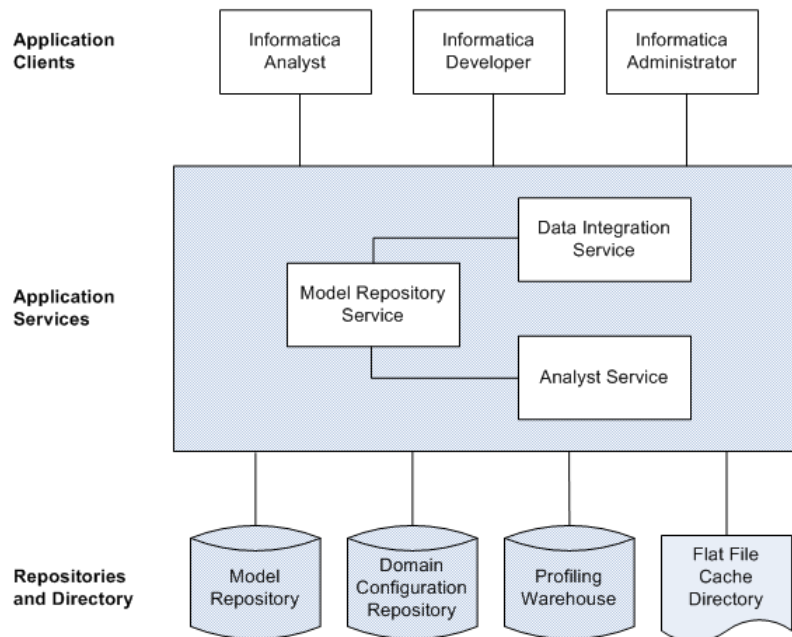 Application
Clients
Informatica
Analyst
Informatica
Developer
Informatica
Administrator
Application
Services
Data Integration
Service
Model Repository
Service
Analyst Service
Repositories
and Directory
Model
Repository
Domain
Configuration
Repository
Profiling
Warehouse
Flat File
Cache
Directory